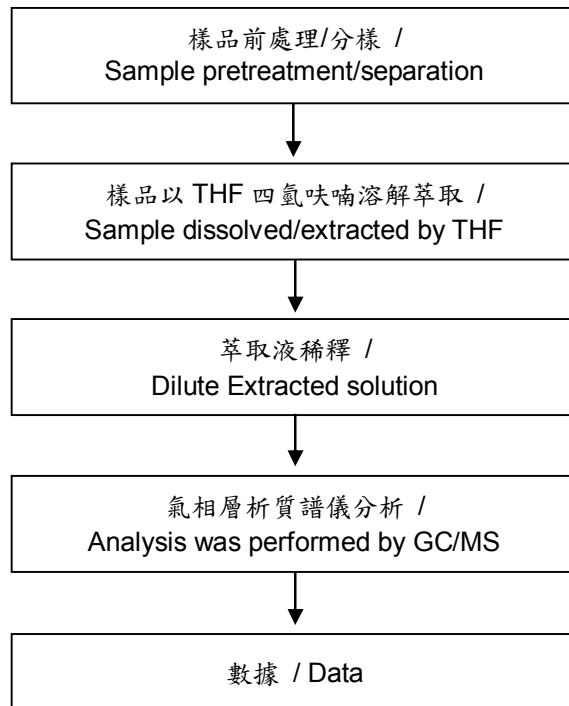 樣品前處理/分樣 /
Sample pretreatment/separation
樣品以 THF 四氫呋喃溶解萃取 /
Sample dissolved/extracted by THF
萃取液稀釋 /
Dilute Extracted solution
氣相層析質譜儀分析 /
Analysis was performed by GC/MS
數據 / Data